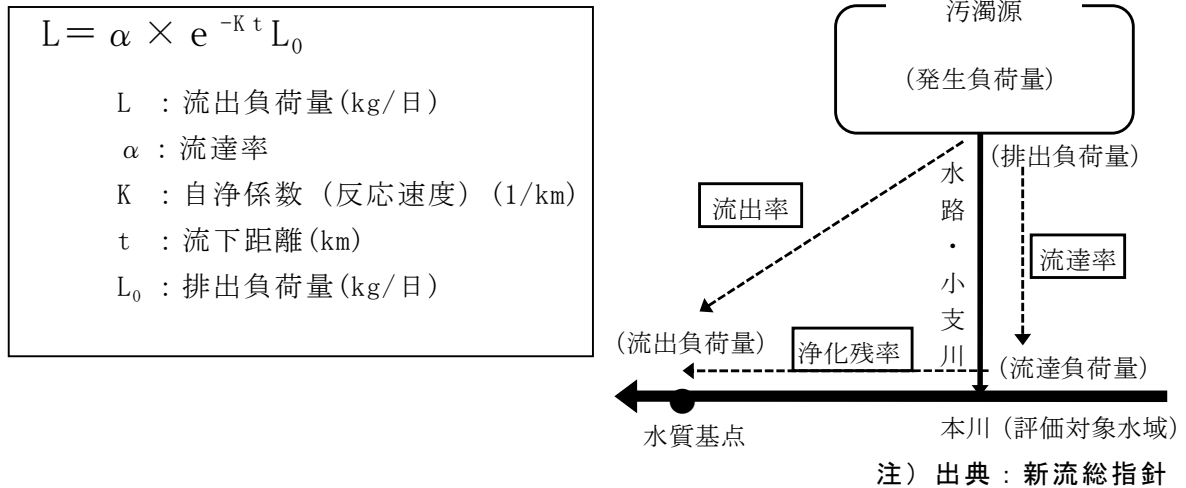 L＝α×e^{-Kt}L₀
L ：流出負荷量(kg/日)
α：流達率
K ：自浄係数（反応速度）(1/km)
t ：流下距離(km)
L₀：排出負荷量(kg/日)
汚濁源
(発生負荷量)
(排出負荷量)
水路・小支川
流出率
流達率
(流出負荷量)
浄化残率
(流達負荷量)
水質基点
本川（評価対象水域）
注）出典：新流総指針